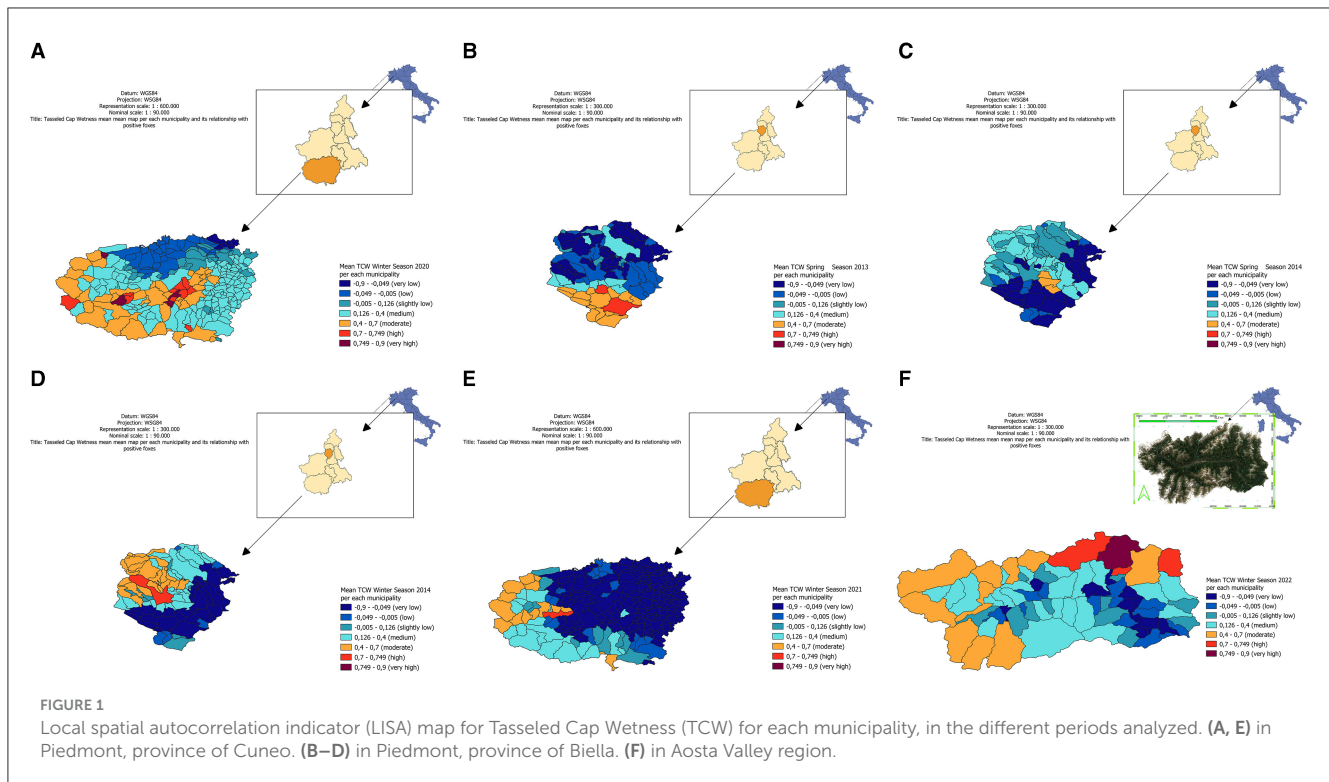 A
Datum: WGS84
Projection: WSG84
Representation scale: 1 : 600.000
Nominal scale: 1 : 90.000
Title: Tasseled Cap Wetness mean mean map per each municipality and its relationship with
positive foxes
Mean TCW Winter Season 2020
per each municipality
-0,9 - -0,049 (very low)
-0,049 - -0,005 (low)
-0,005 - 0,126 (slightly low)
0,126 - 0,4 (medium)
0,4 - 0,7 (moderate)
0,7 - 0,749 (high)
0,749 - 0,9 (very high)
B
Datum: WGS84
Projection: WSG84
Representation scale: 1 : 300.000
Nominal scale: 1 : 90.000
Title: Tasseled Cap Wetness mean mean map per each municipality and its relationship with
positive foxes
Mean TCW Spring Season 2013
per each municipality
-0,9 - -0,049 (very low)
-0,049 - -0,005 (low)
-0,005 - 0,126 (slightly low)
0,126 - 0,4 (medium)
0,4 - 0,7 (moderate)
0,7 - 0,749 (high)
0,749 - 0,9 (very high)
C
Datum: WGS84
Projection: WSG84
Representation scale: 1 : 300.000
Nominal scale: 1 : 90.000
Title: Tasseled Cap Wetness mean mean map per each municipality and its relationship with
positive foxes
Mean TCW Spring Season 2014
per each municipality
-0,9 - -0,049 (very low)
-0,049 - -0,005 (low)
-0,005 - 0,126 (slightly low)
0,126 - 0,4 (medium)
0,4 - 0,7 (moderate)
0,7 - 0,749 (high)
0,749 - 0,9 (very high)
D
Datum: WGS84
Projection: WSG84
Representation scale: 1 : 300.000
Nominal scale: 1 : 90.000
Title: Tasseled Cap Wetness mean mean map per each municipality and its relationship with
positive foxes
Mean TCW Winter Season 2014
per each municipality
-0,9 - -0,049 (very low)
-0,049 - -0,005 (low)
-0,005 - 0,126 (slightly low)
0,126 - 0,4 (medium)
0,4 - 0,7 (moderate)
0,7 - 0,749 (high)
0,749 - 0,9 (very high)
E
Datum: WGS84
Projection: WSG84
Representation scale: 1 : 600.000
Nominal scale: 1 : 90.000
Title: Tasseled Cap Wetness mean mean map per each municipality and its relationship with
positive foxes
Mean TCW Winter Season 2021
per each municipality
-0,9 - -0,049 (very low)
-0,049 - -0,005 (low)
-0,005 - 0,126 (slightly low)
0,126 - 0,4 (medium)
0,4 - 0,7 (moderate)
0,7 - 0,749 (high)
0,749 - 0,9 (very high)
F
Datum: WGS84
Projection: WSG84
Representation scale: 1 : 300.000
Nominal scale: 1 : 90.000
Title: Tasseled Cap Wetness mean mean map per each municipality and its relationship with
positive foxes
Mean TCW Winter Season 2022
per each municipality
-0,9 - -0,049 (very low)
-0,049 - -0,005 (low)
-0,005 - 0,126 (slightly low)
0,126 - 0,4 (medium)
0,4 - 0,7 (moderate)
0,7 - 0,749 (high)
0,749 - 0,9 (very high)
FIGURE 1
Local spatial autocorrelation indicator (LISA) map for Tasseled Cap Wetness (TCW) for each municipality, in the different periods analyzed. (A, E) in
Piedmont, province of Cuneo. (B–D) in Piedmont, province of Biella. (F) in Aosta Valley region.